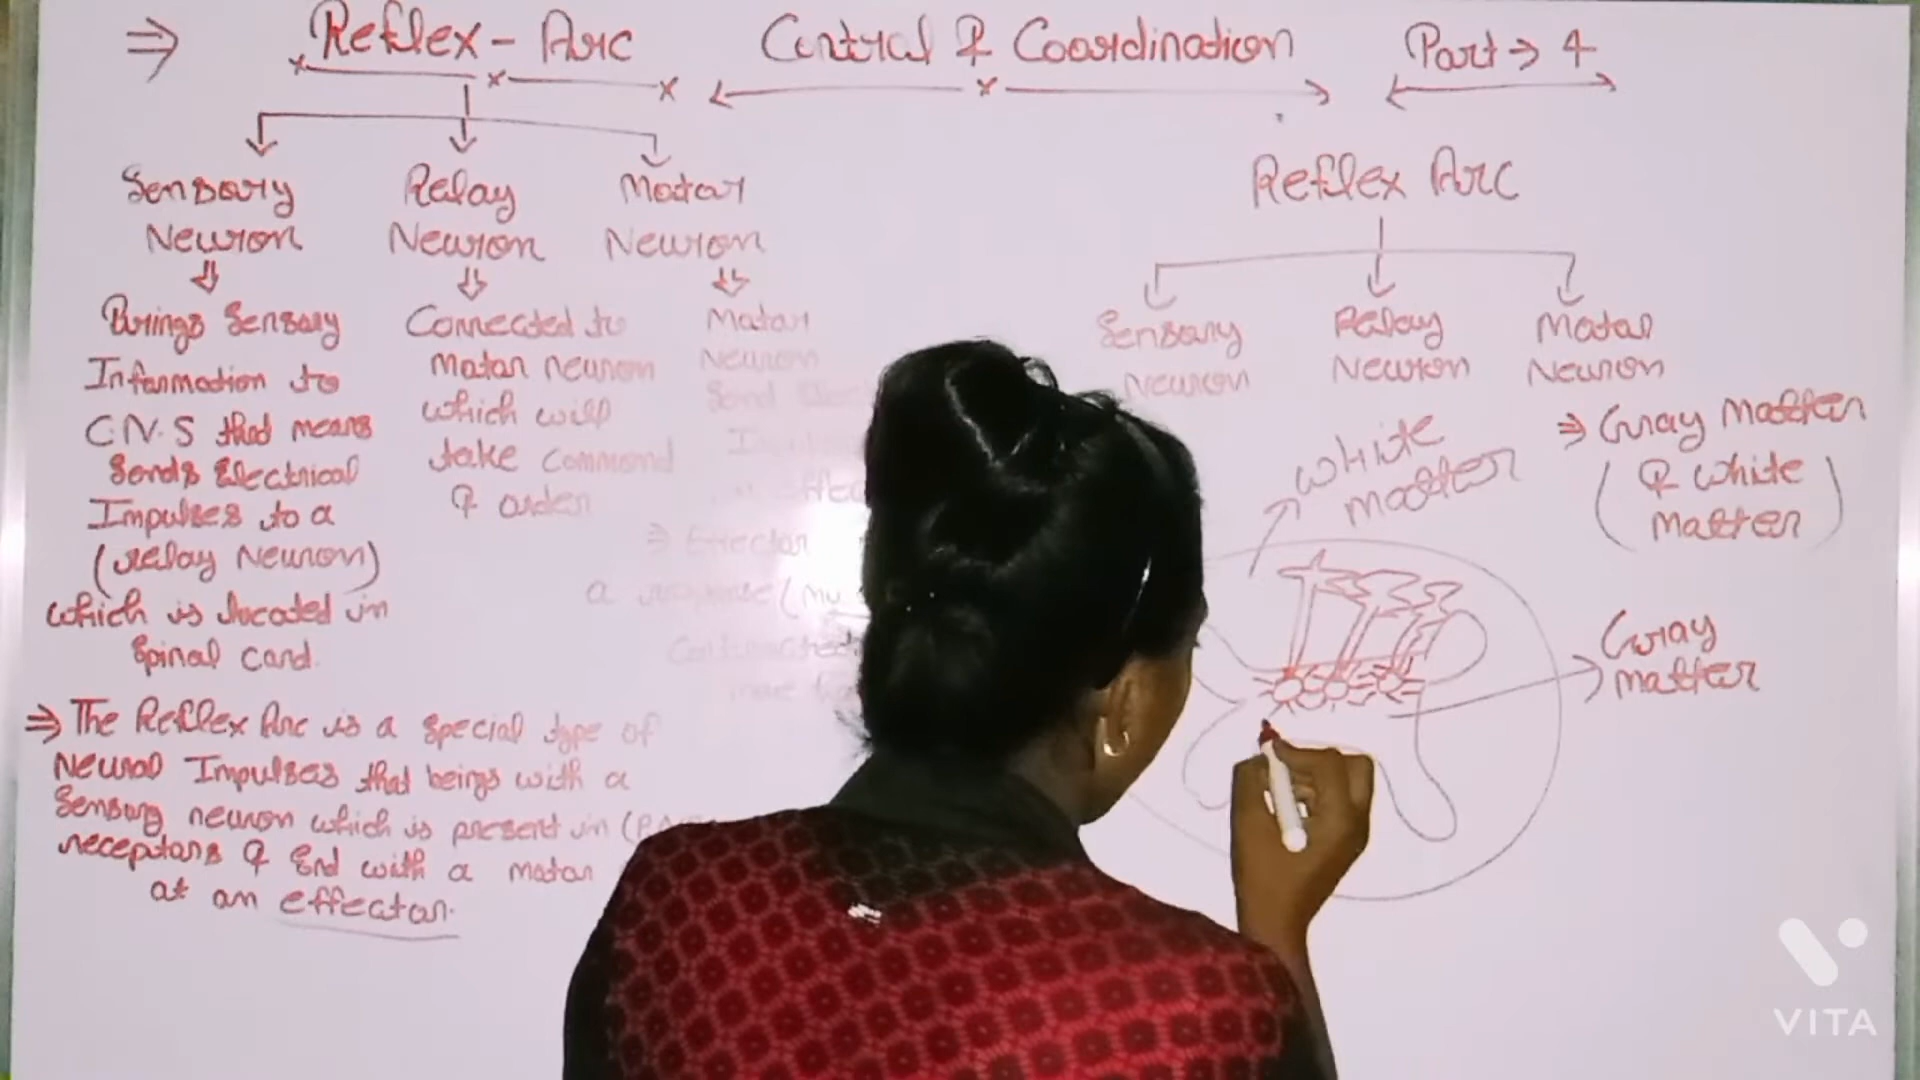 ⇒ Reflex - Arc
Control & Coordination
Part → 4
Sensory
Neuron
Relay
Neuron
Motor
Neuron
Brings Sensory
Information to
C.N.S that means
Sends Electrical
Impulses to a
(relay Neuron)
which is located in
Spinal cord.
Connected to
motor neuron
which will
take command
& order
Motor
Neuron
Send
⇒ Effector
a response (mu
⇒ The Reflex Arc is a special type of
Neural Impulses that beings with a
Sensory neuron which is present in
receptors & End with a motor
at an effector.
Reflex Arc
Sensory
Neuron
Relay
Neuron
Motor
Neuron
⇒ Gray Matter
( & white
matter )
white
matter
Gray
matter
VITA